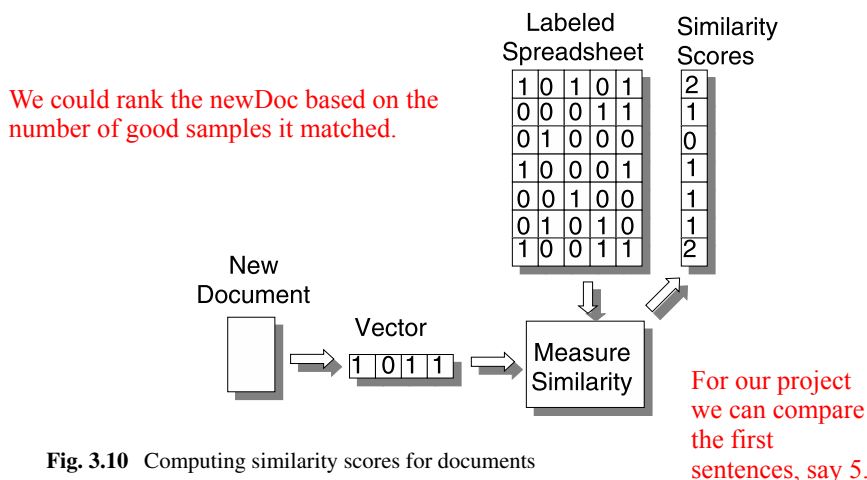 Labeled
Spreadsheet
Similarity
Scores
We could rank the newDoc based on the
number of good samples it matched.
1 0 1 0 1
0 0 0 1 1
0 1 0 0 0
1 0 0 0 1
0 0 1 0 0
0 1 0 1 0
1 0 0 1 1
2
1
0
1
1
1
2
New
Document
Vector
1 0 1 1
Measure
Similarity
For our project
we can compare
the first
sentences, say 5.
Fig. 3.10 Computing similarity scores for documents